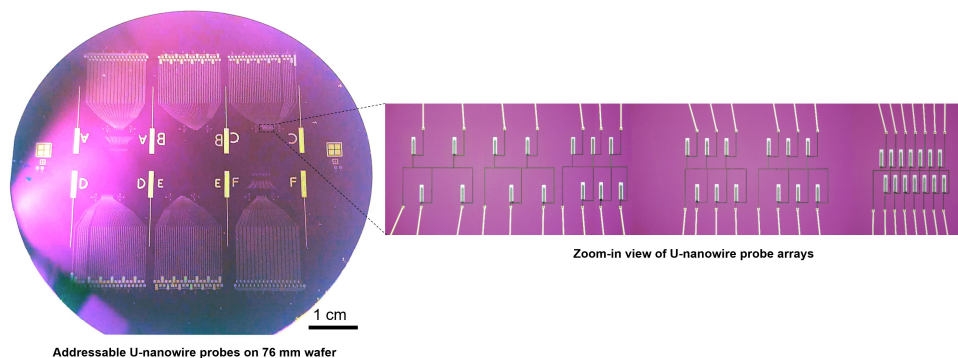 A A B B C C
D D E E F F
1 cm
Zoom-in view of U-nanowire probe arrays
Addressable U-nanowire probes on 76 mm wafer